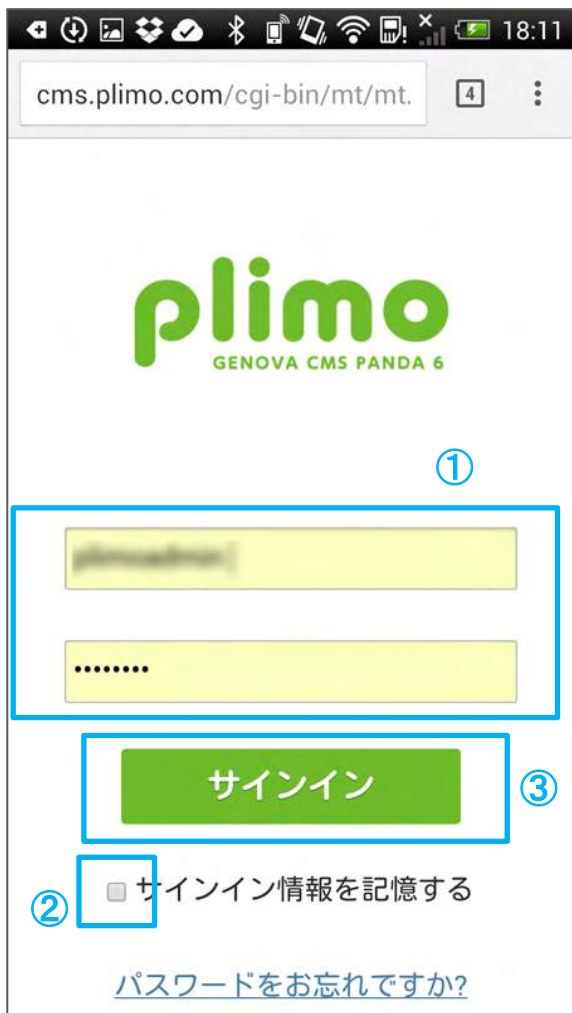 18:11
cms.plimo.com/cgi-bin/mt/mt.
4
plimo
GENOVA CMS PANDA 6
①
••••••••
サインイン
③
②
サインイン情報を記憶する
パスワードをお忘れですか?